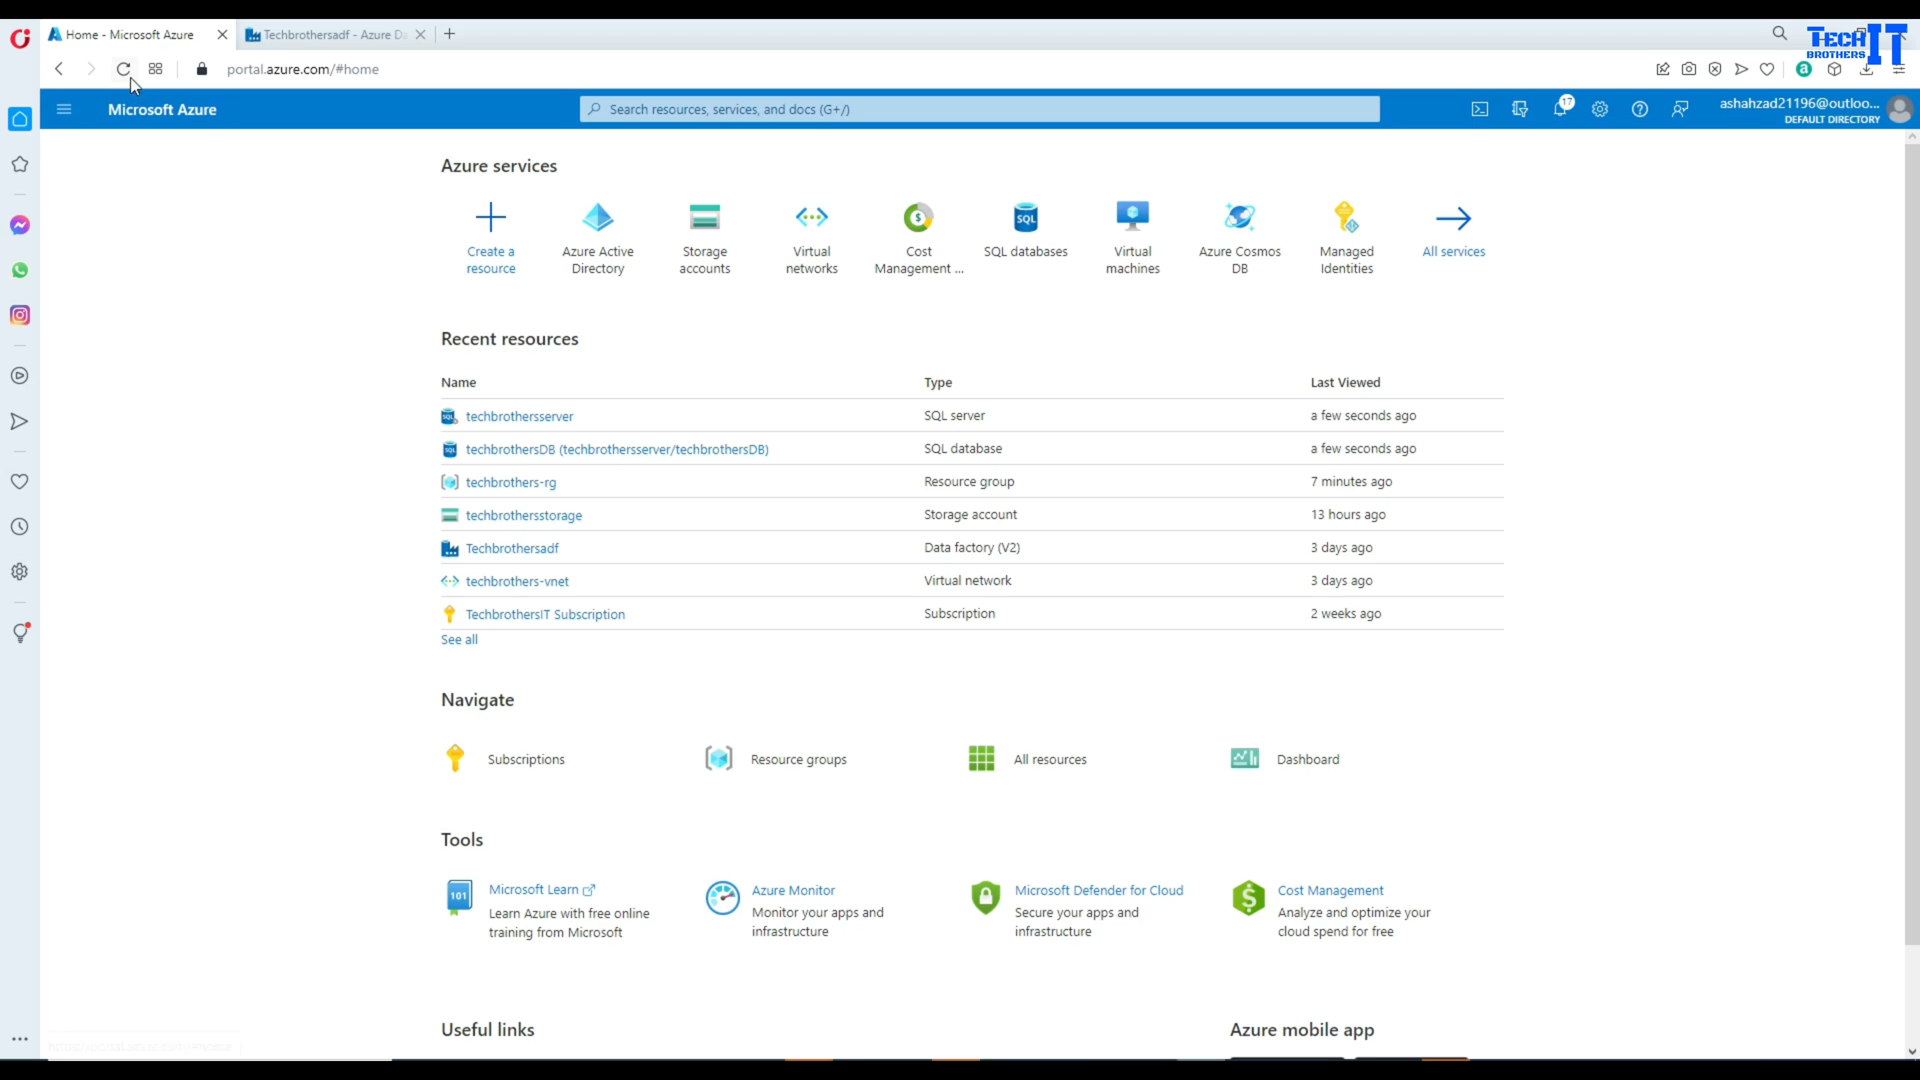 Home - Microsoft Azure
Techbrothersadf - Azure Da
TECH IT
BROTHERS
portal.azure.com/#home
Microsoft Azure
Search resources, services, and docs (G+/)
17
ashahzad21196@outloo...
DEFAULT DIRECTORY
Azure services
Create a resource
Azure Active Directory
Storage accounts
Virtual networks
Cost Management ...
SQL
SQL databases
Virtual machines
Azure Cosmos DB
Managed Identities
All services
Recent resources
Name Type Last Viewed
techbrothersserver SQL server a few seconds ago
techbrothersDB (techbrothersserver/techbrothersDB) SQL database a few seconds ago
techbrothers-rg Resource group 7 minutes ago
techbrothersstorage Storage account 13 hours ago
Techbrothersadf Data factory (V2) 3 days ago
techbrothers-vnet Virtual network 3 days ago
TechbrothersIT Subscription Subscription 2 weeks ago
See all
Navigate
Subscriptions Resource groups All resources Dashboard
Tools
101
Microsoft Learn
Learn Azure with free online
training from Microsoft
Azure Monitor
Monitor your apps and
infrastructure
Microsoft Defender for Cloud
Secure your apps and
infrastructure
Cost Management
Analyze and optimize your
cloud spend for free
Useful links
Azure mobile app